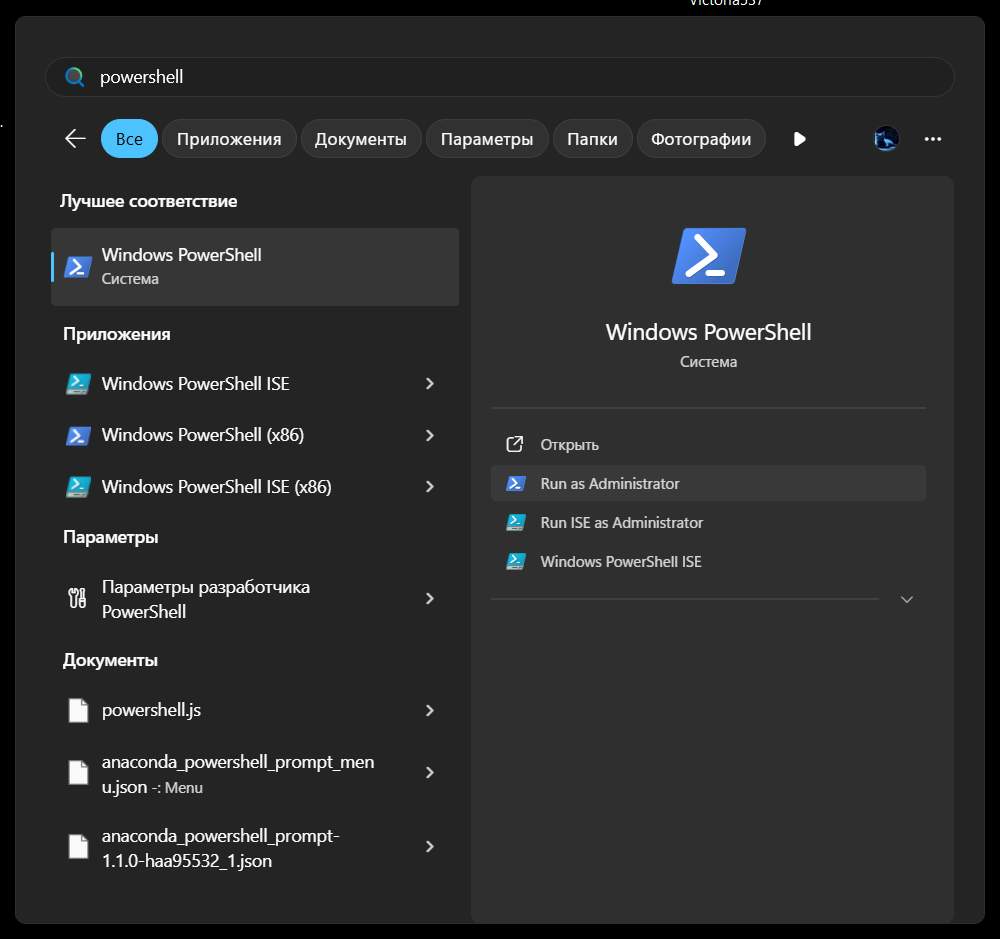 powershell
Все
Приложения
Документы
Параметры
Папки
Фотографии
Лучшее соответствие
Windows PowerShell
Система
Приложения
Windows PowerShell ISE
Windows PowerShell (x86)
Windows PowerShell ISE (x86)
Параметры
Параметры разработчика
PowerShell
Документы
powershell.js
anaconda_powershell_prompt_men
u.json -: Menu
anaconda_powershell_prompt-
1.1.0-haa95532_1.json
Windows PowerShell
Система
Открыть
Run as Administrator
Run ISE as Administrator
Windows PowerShell ISE